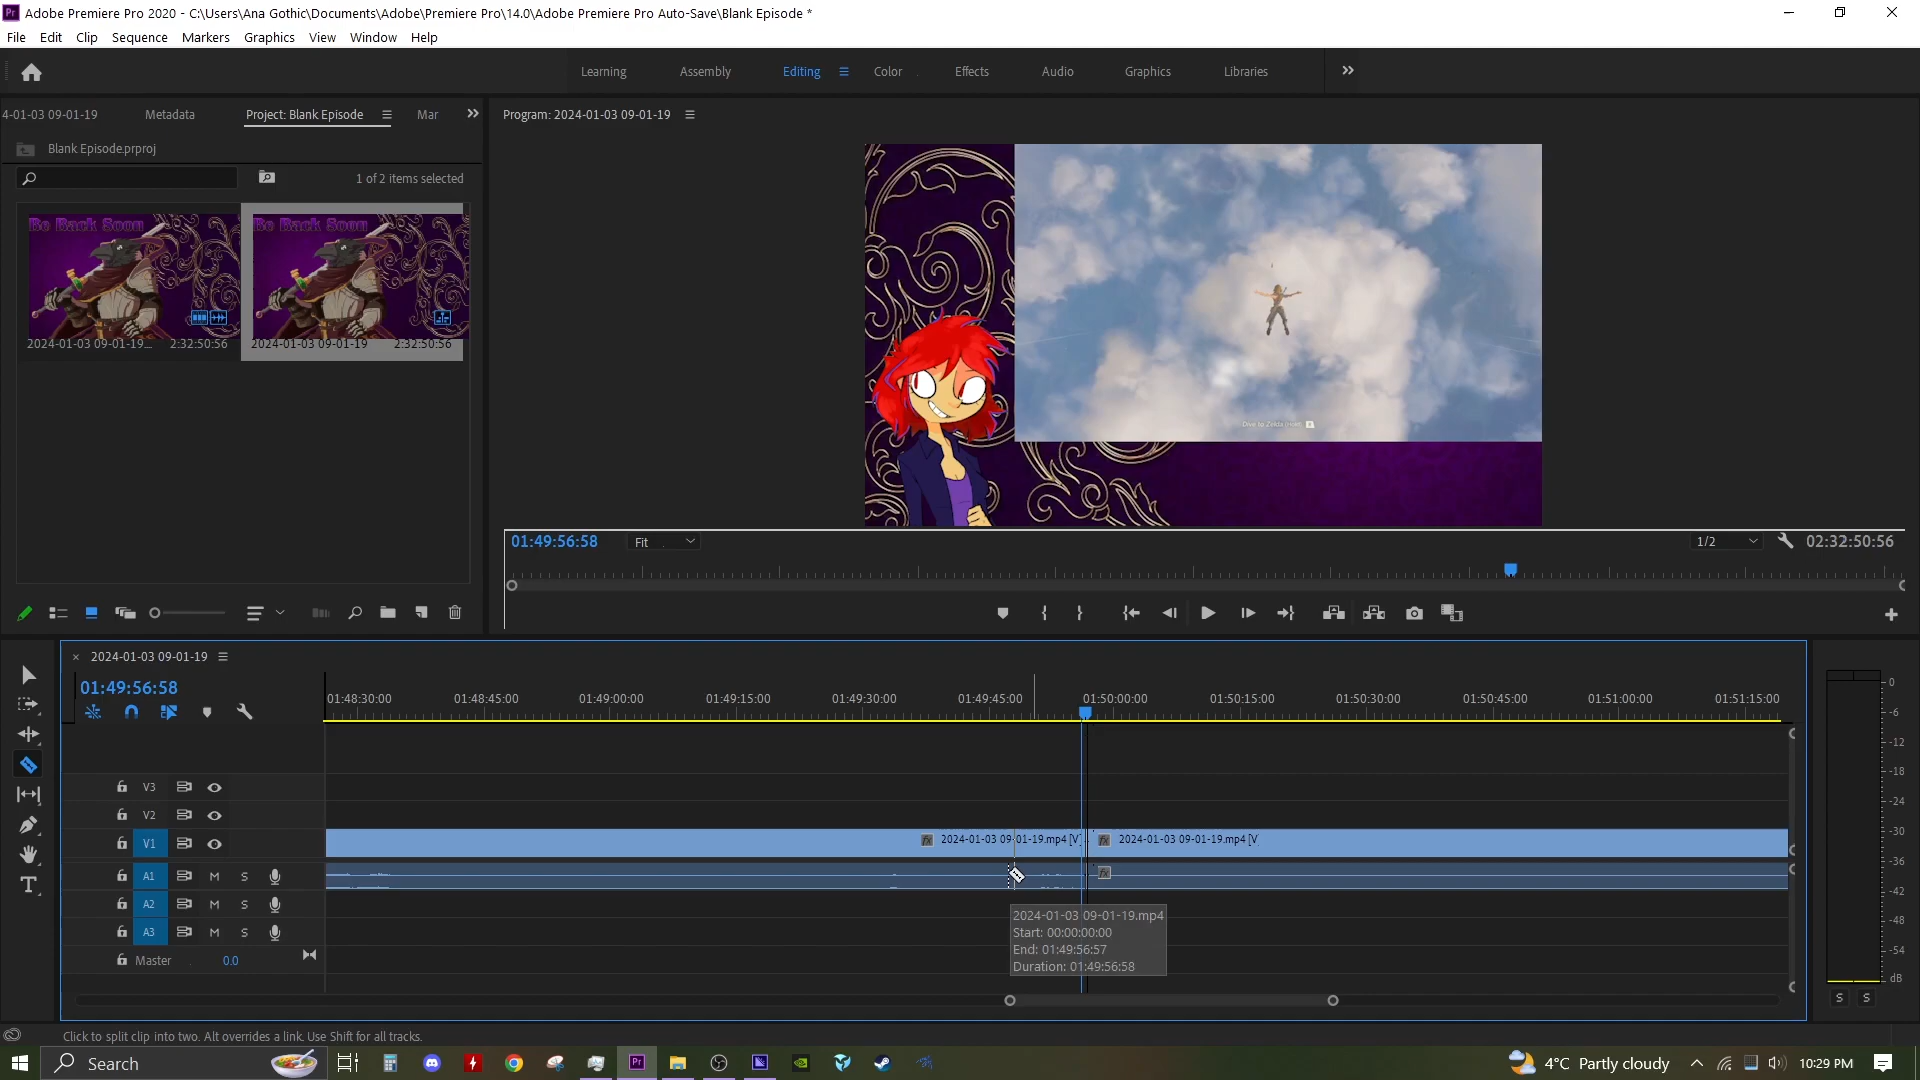 Adobe Premiere Pro 2020 - C:\Users\Ana Gothic\Documents\Adobe\Premiere Pro\14.0\Adobe Premiere Pro Auto-Save\Blank Episode *
File Edit Clip Sequence Markers Graphics View Window Help
Learning Assembly Editing Color Effects Audio Graphics Libraries
4-01-03 09-01-19 Metadata Project: Blank Episode Mar
Program: 2024-01-03 09-01-19
Blank Episode.prproj
1 of 2 items selected
Be Back Soon
Be Back Soon
2024-01-03 09-01-19... 2:32:50:56
2024-01-03 09-01-19 2:32:50:56
01:49:56:58 Fit 1/2 02:32:50:56
2024-01-03 09-01-19
01:49:56:58
01:48:30:00 01:48:45:00 01:49:00:00 01:49:15:00 01:49:30:00 01:49:45:00 01:50:00:00 01:50:15:00 01:50:30:00 01:50:45:00 01:51:00:00 01:51:15:00
V3
V2
V1
2024-01-03 09-01-19.mp4 [V]
2024-01-03 09-01-19.mp4 [V
A1 M S
A2 M S
A3 M S
Master 0.0
2024-01-03 09-01-19.mp4
Start: 00:00:00:00
End: 01:49:56:57
Duration: 01:49:56:58
0
-6
-12
-18
-24
-30
-36
-42
-48
-54
dB
S S
Click to split clip into two. Alt overrides a link. Use Shift for all tracks.
Search
4°C Partly cloudy
10:29 PM